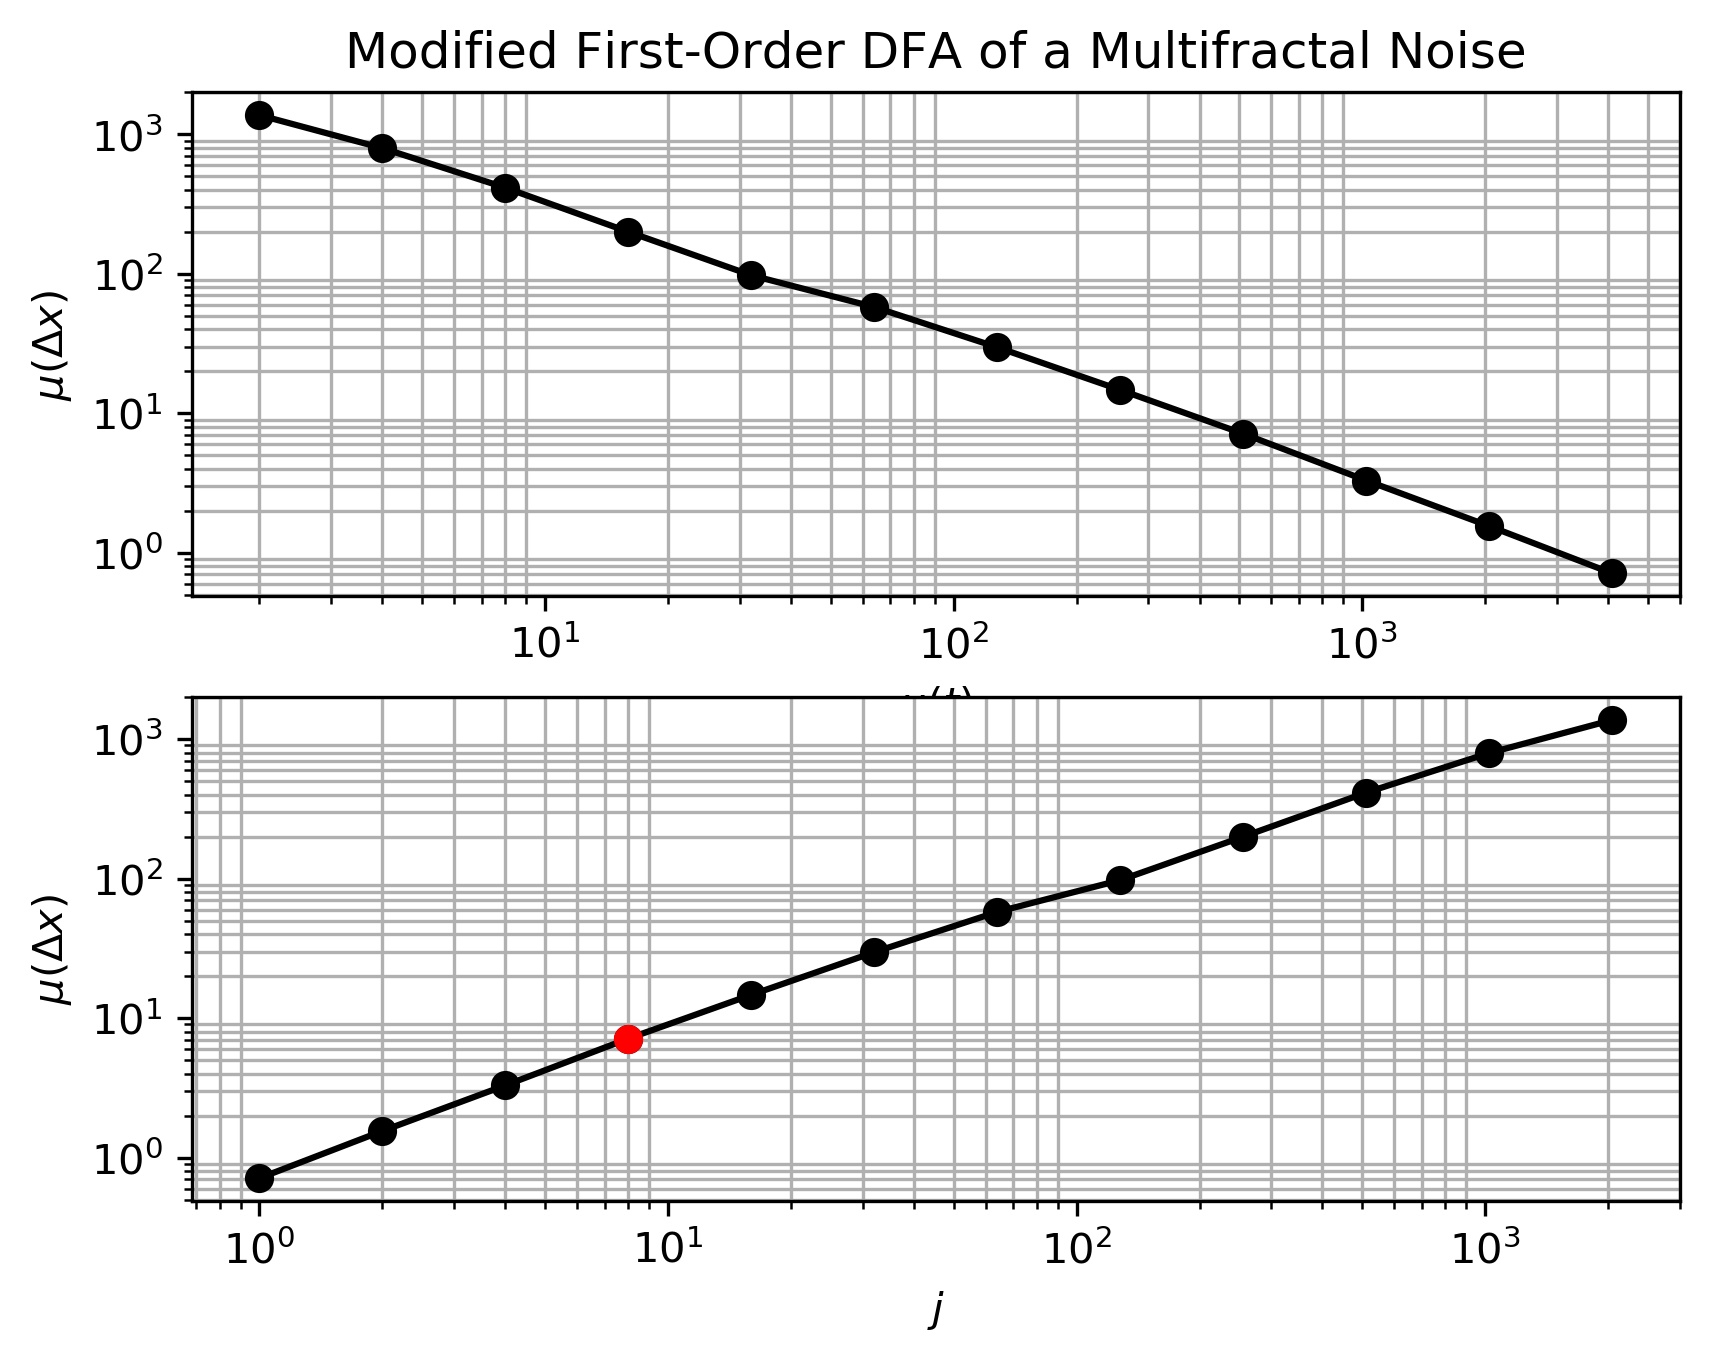 Modified First-Order DFA of a Multifractal Noise
10³
10²
10¹
10⁰
μ(Δx)
10¹ 10² 10³
10³
10²
10¹
10⁰
μ(Δx)
10⁰ 10¹ 10² 10³
j